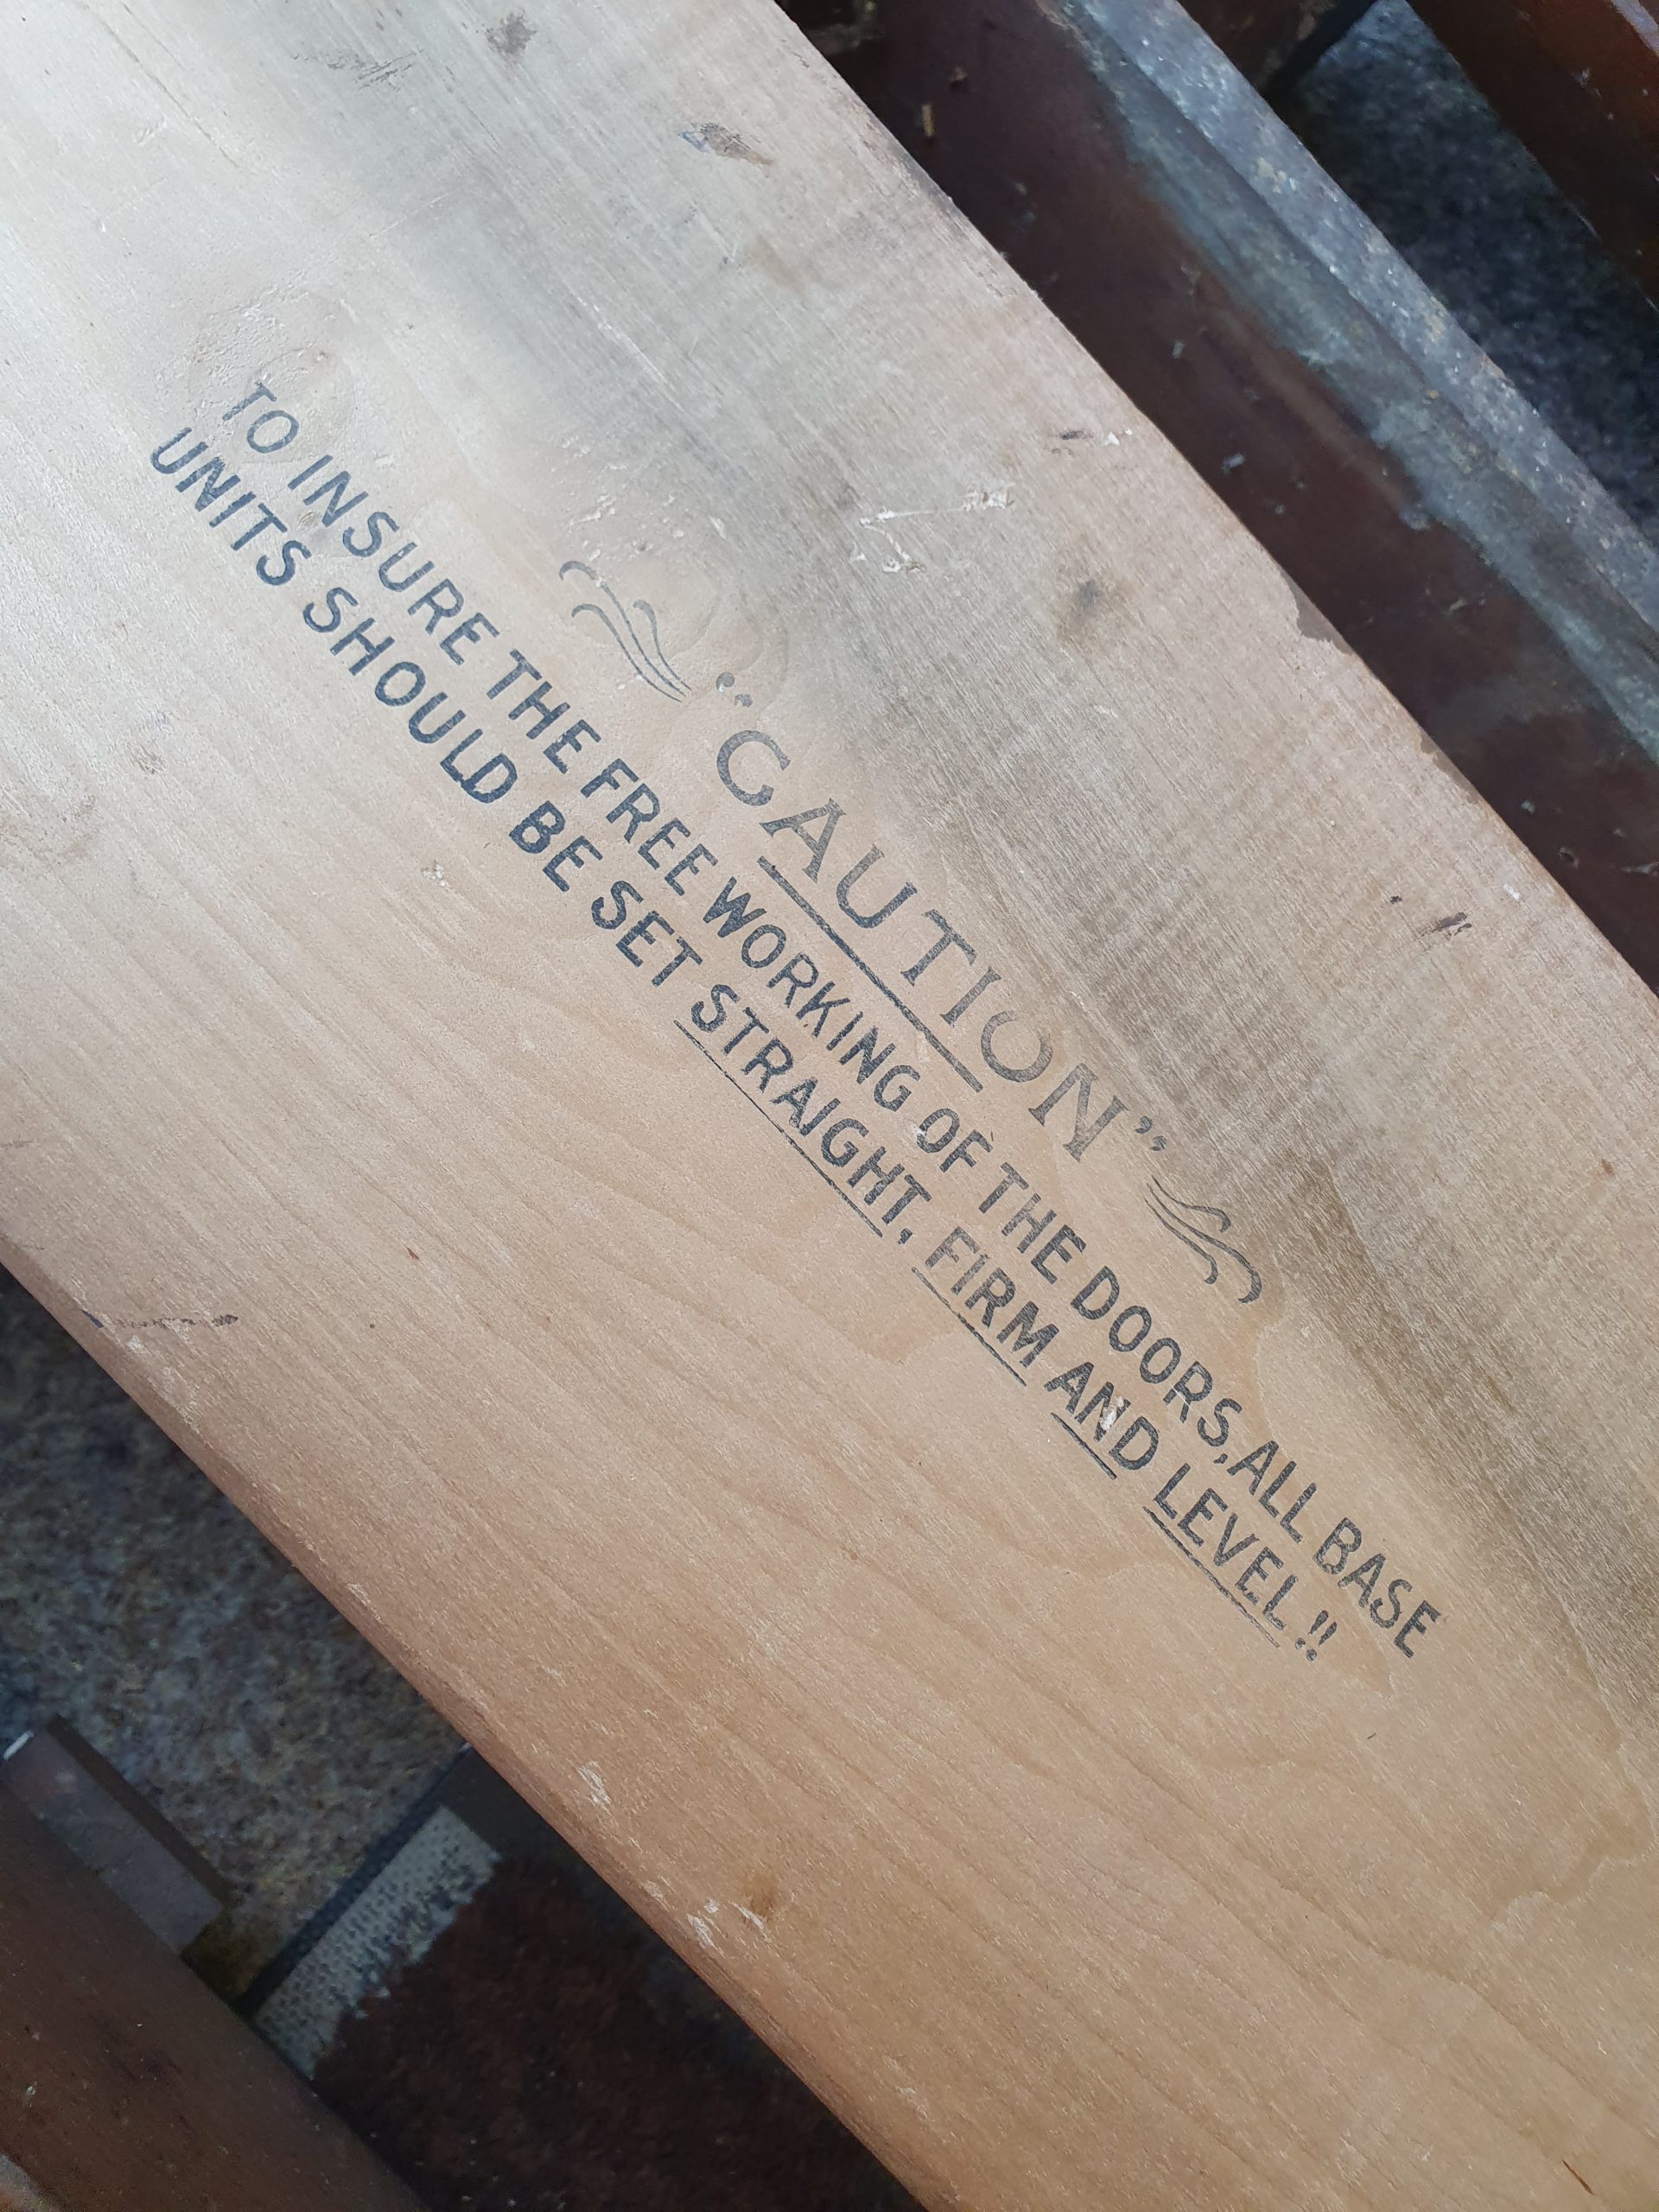 “CAUTION”
TO INSURE THE FREE WORKING OF THE DOORS, ALL BASE
UNITS SHOULD BE SET STRAIGHT, FIRM AND LEVEL!!